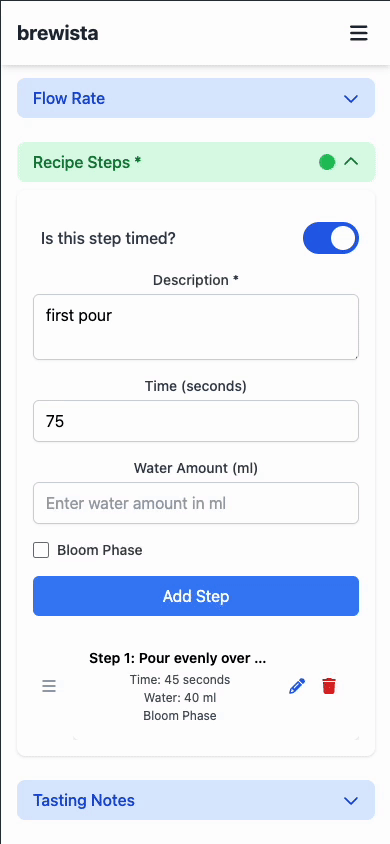 brewista
Flow Rate
Recipe Steps *
Is this step timed?
Description *
first pour
Time (seconds)
75
Water Amount (ml)
Enter water amount in ml
Bloom Phase
Add Step
Step 1: Pour evenly over ...
Time: 45 seconds
Water: 40 ml
Bloom Phase
Tasting Notes